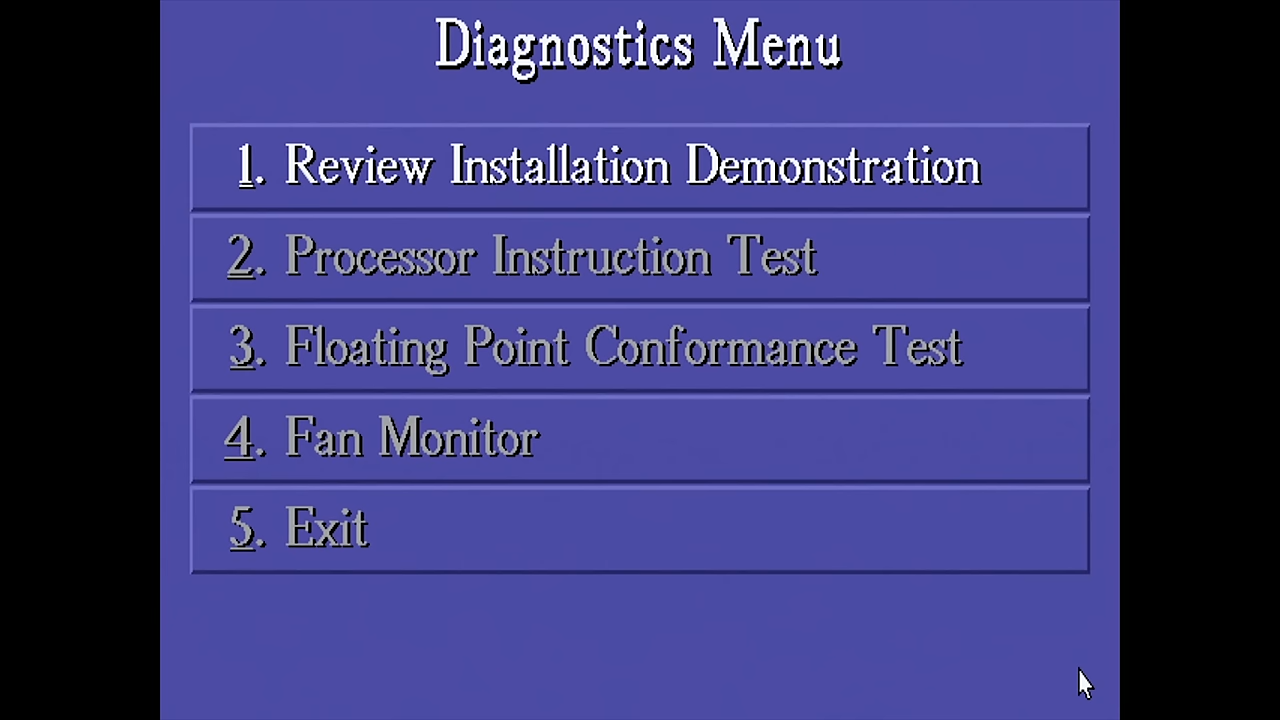 Diagnostics Menu
1. Review Installation Demonstration
2. Processor Instruction Test
3. Floating Point Conformance Test
4. Fan Monitor
5. Exit